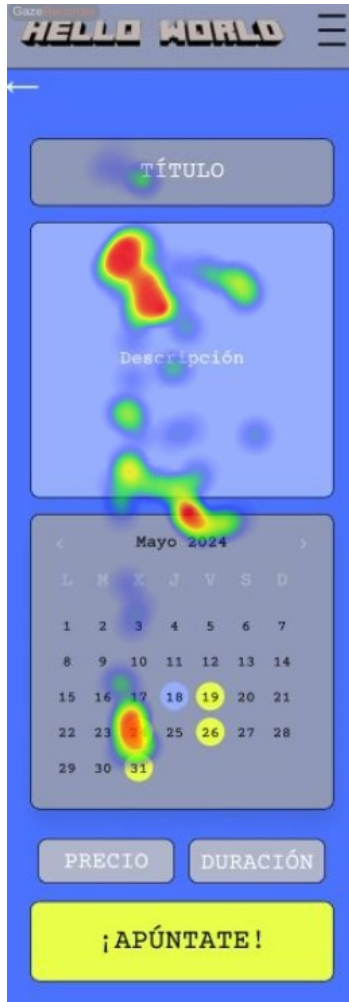 GazeRecorder
HELLO WORLD
TÍTULO
Descripción
< Mayo 2024 >
L M X J V S D
1 2 3 4 5 6 7
8 9 10 11 12 13 14
15 16 17 18 19 20 21
22 23 24 25 26 27 28
29 30 31
PRECIO DURACIÓN
¡APÚNTATE!